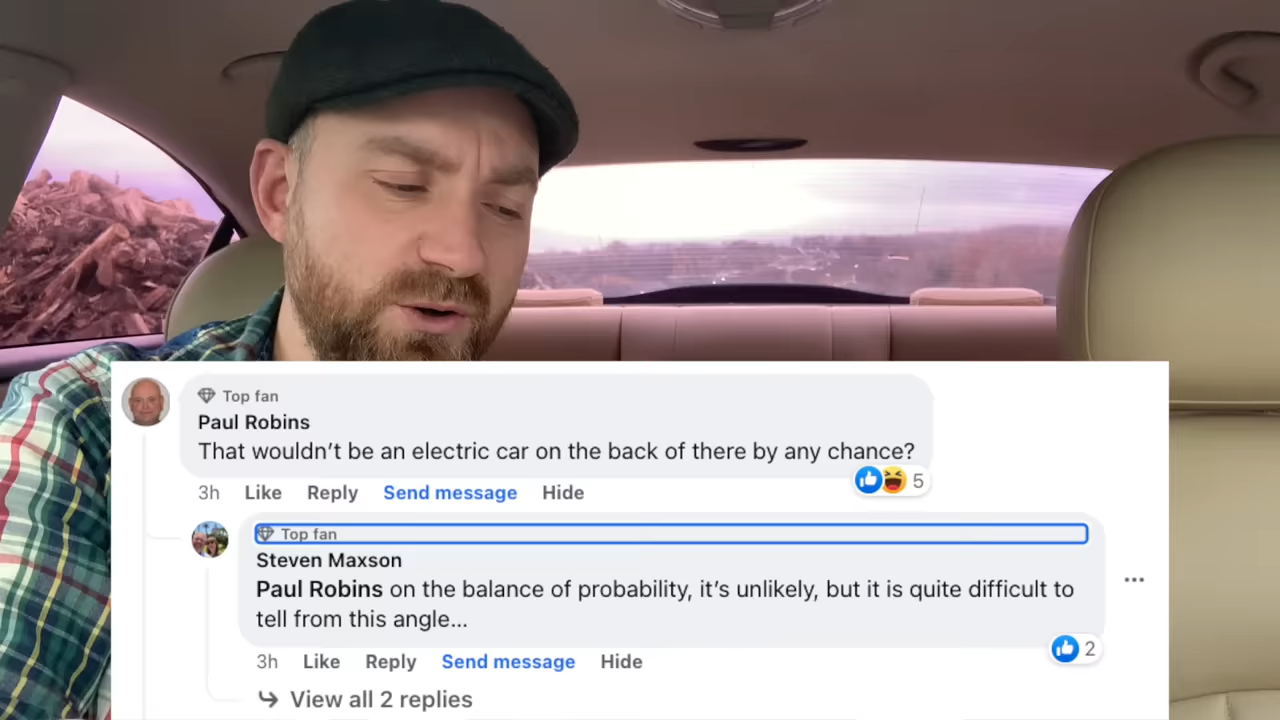 Top fan
Paul Robins
That wouldn’t be an electric car on the back of there by any chance?
5
3h Like Reply Send message Hide
Top fan
Steven Maxson
Paul Robins on the balance of probability, it’s unlikely, but it is quite difficult to
tell from this angle...
2
3h Like Reply Send message Hide
View all 2 replies